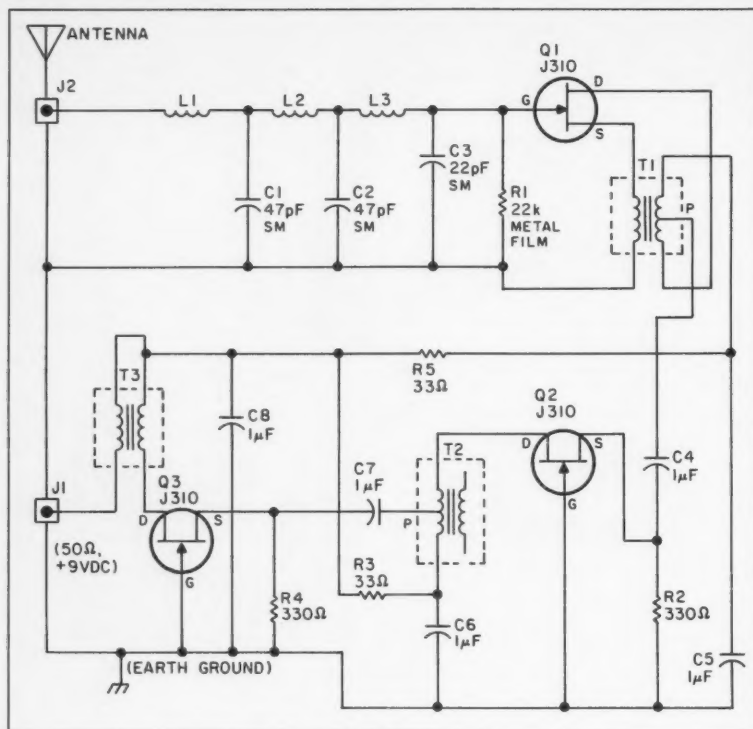 ANTENNA
J2
L1
L2
L3
Q1
J310
G
D
S
C1
47pF
SM
C2
47pF
SM
C3
22pF
SM
R1
22k
METAL
FILM
T1
P
T3
R5
33Ω
C8
1μF
Q2
J310
D
S
G
T2
C4
1μF
J1
Q3
J310
D
S
G
C7
1μF
P
(50Ω,
+9VDC)
R3
33Ω
R4
330Ω
C6
1μF
R2
330Ω
C5
1μF
(EARTH GROUND)